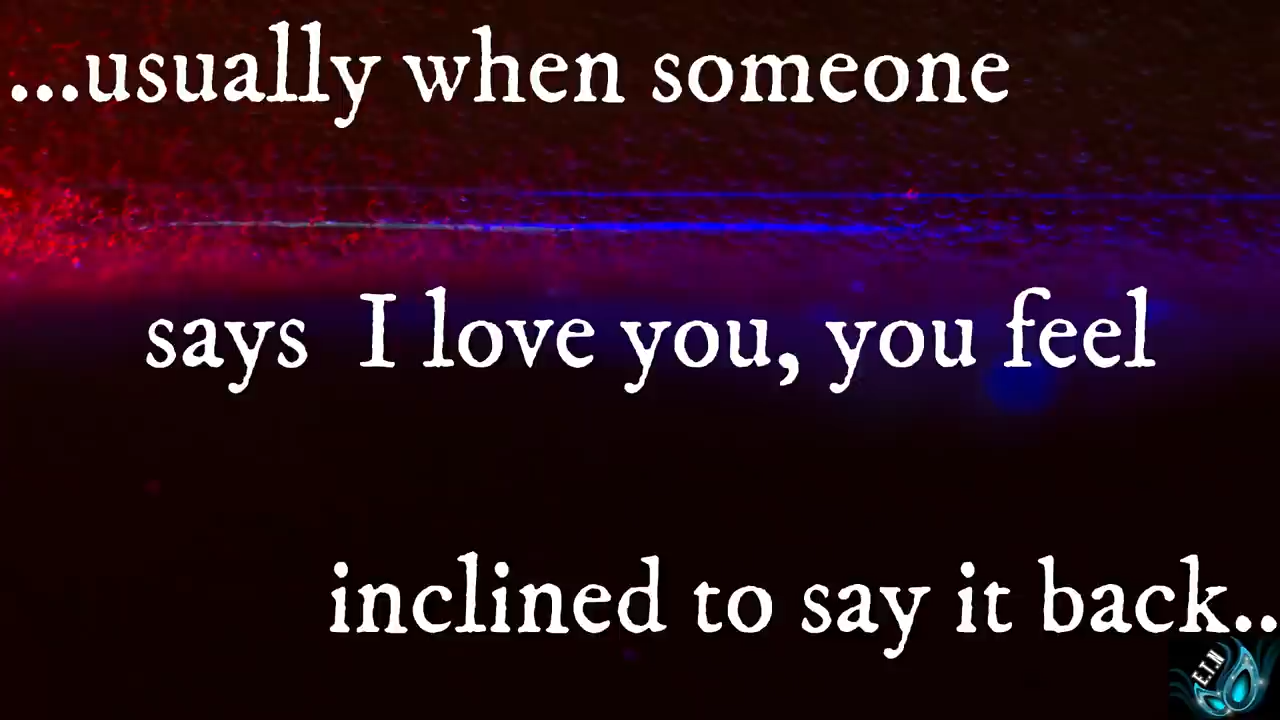 ...usually when someone
says I love you, you feel
inclined to say it back..
E.T.N